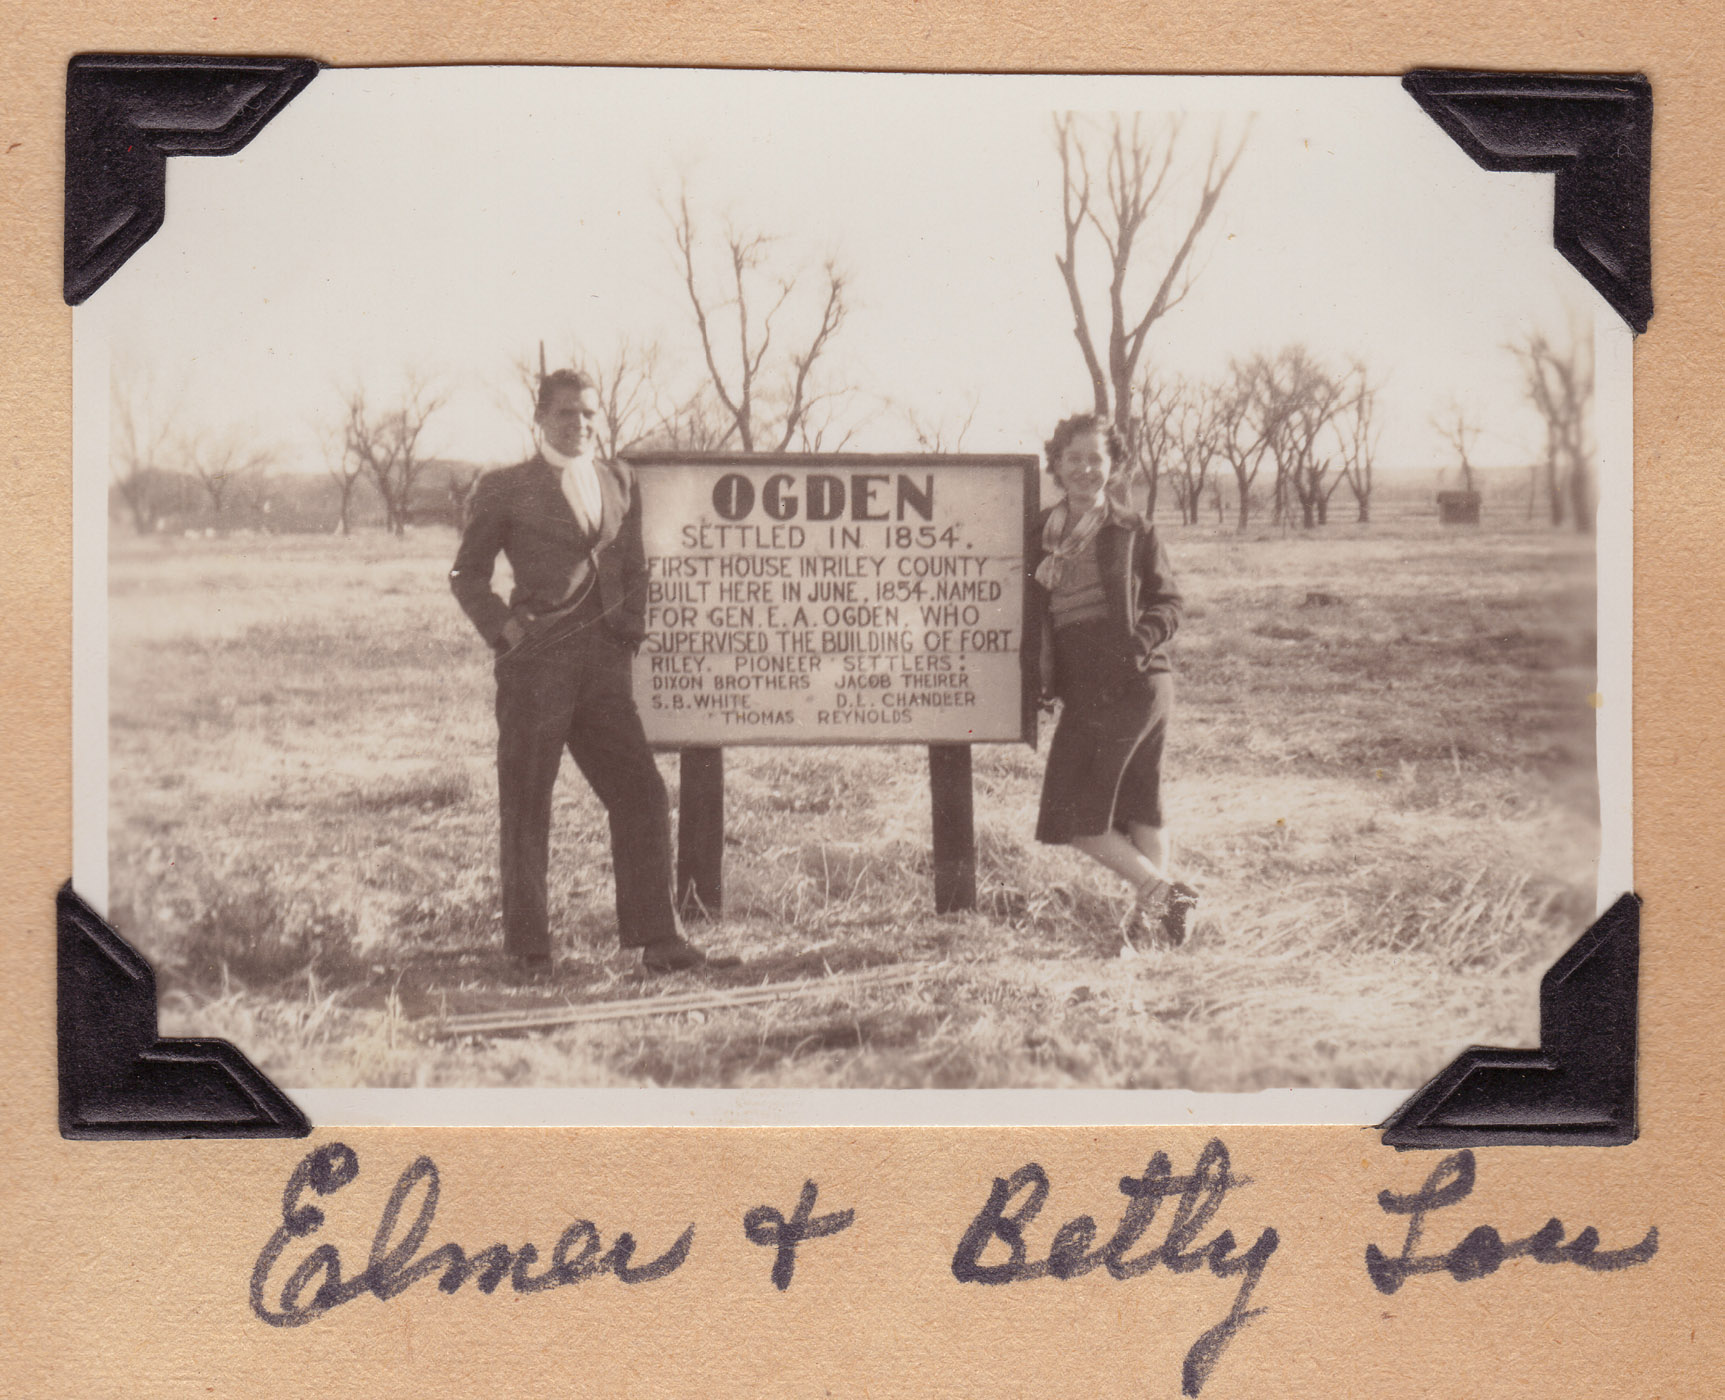 OGDEN
SETTLED IN 1854.
FIRST HOUSE IN RILEY COUNTY
BUILT HERE IN JUNE, 1854. NAMED
FOR GEN. E. A. OGDEN, WHO
SUPERVISED THE BUILDING OF FORT
RILEY. PIONEER SETTLERS:
DIXON BROTHERS JACOB THEIRER
S.B. WHITE D.L. CHANDLER
THOMAS REYNOLDS
Elmer & Betty Lou